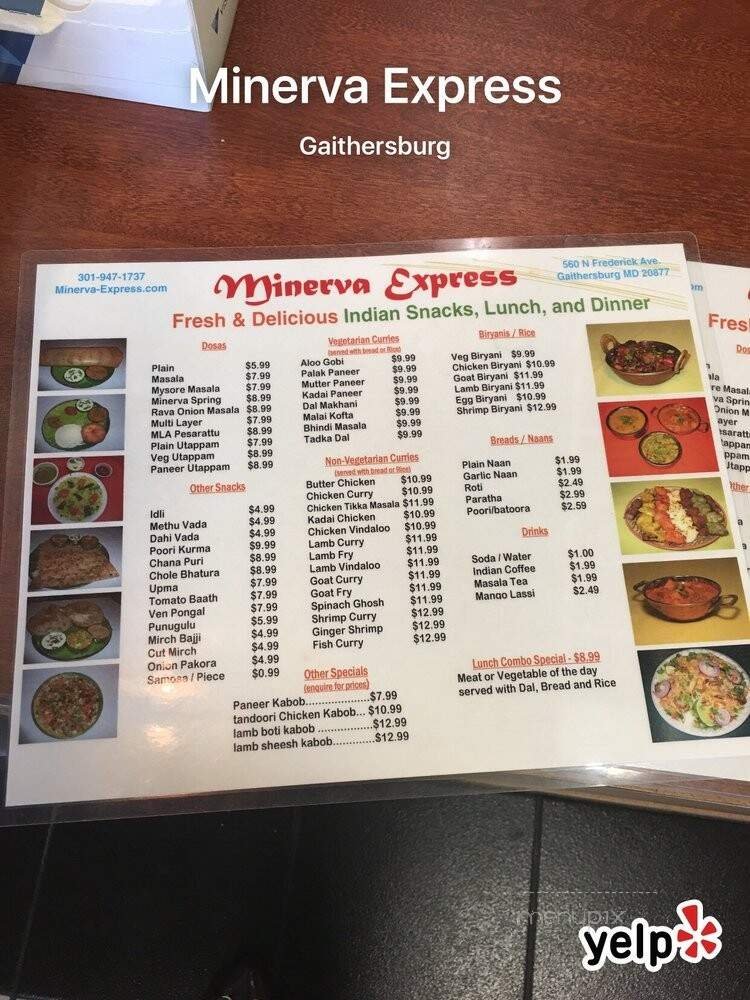 Minerva Express
Gaithersburg
301-947-1737
Minerva-Express.com
Minerva Express
560 N Frederick Ave.
Gaithersburg MD 20877
Fresh & Delicious Indian Snacks, Lunch, and Dinner
Dosas
Plain $5.99
Masala $7.99
Mysore Masala $7.99
Minerva Spring $8.99
Rava Onion Masala $8.99
Multi Layer $7.99
MLA Pesarattu $8.99
Plain Utappam $7.99
Veg Utappam $8.99
Paneer Utappam $8.99
Other Snacks
Idli $4.99
Methu Vada $4.99
Dahi Vada $4.99
Poori Kurma $9.99
Chana Puri $8.99
Chole Bhatura $8.99
Upma $7.99
Tomato Baath $7.99
Ven Pongal $7.99
Punugulu $5.99
Mirch Bajji $4.99
Cut Mirch $4.99
Onion Pakora $4.99
Samosa / Piece $0.99
Vegetarian Curries
(served with bread or Rice)
Aloo Gobi $9.99
Palak Paneer $9.99
Mutter Paneer $9.99
Kadai Paneer $9.99
Dal Makhani $9.99
Malai Kofta $9.99
Bhindi Masala $9.99
Tadka Dal $9.99
Non-Vegetarian Curries
(served with bread or Rice)
Butter Chicken $10.99
Chicken Curry $10.99
Chicken Tikka Masala $11.99
Kadai Chicken $10.99
Chicken Vindaloo $10.99
Lamb Curry $11.99
Lamb Fry $11.99
Lamb Vindaloo $11.99
Goat Curry $11.99
Goat Fry $11.99
Spinach Ghosh $11.99
Shrimp Curry $12.99
Ginger Shrimp $12.99
Fish Curry $12.99
Other Specials
(enquire for prices)
Paneer Kabob......................$7.99
tandoori Chicken Kabob... $10.99
lamb boti kabob .................$12.99
lamb sheesh kabob.............$12.99
Biryanis / Rice
Veg Biryani $9.99
Chicken Biryani $10.99
Goat Biryani $11.99
Lamb Biryani $11.99
Egg Biryani $10.99
Shrimp Biryani $12.99
Breads / Naans
Plain Naan $1.99
Garlic Naan $1.99
Roti $2.49
Paratha $2.99
Poori/batoora $2.59
Drinks
Soda / Water $1.00
Indian Coffee $1.99
Masala Tea $1.99
Mango Lassi $2.49
Lunch Combo Special - $8.99
Meat or Vegetable of the day
served with Dal, Bread and Rice
menupix
yelp